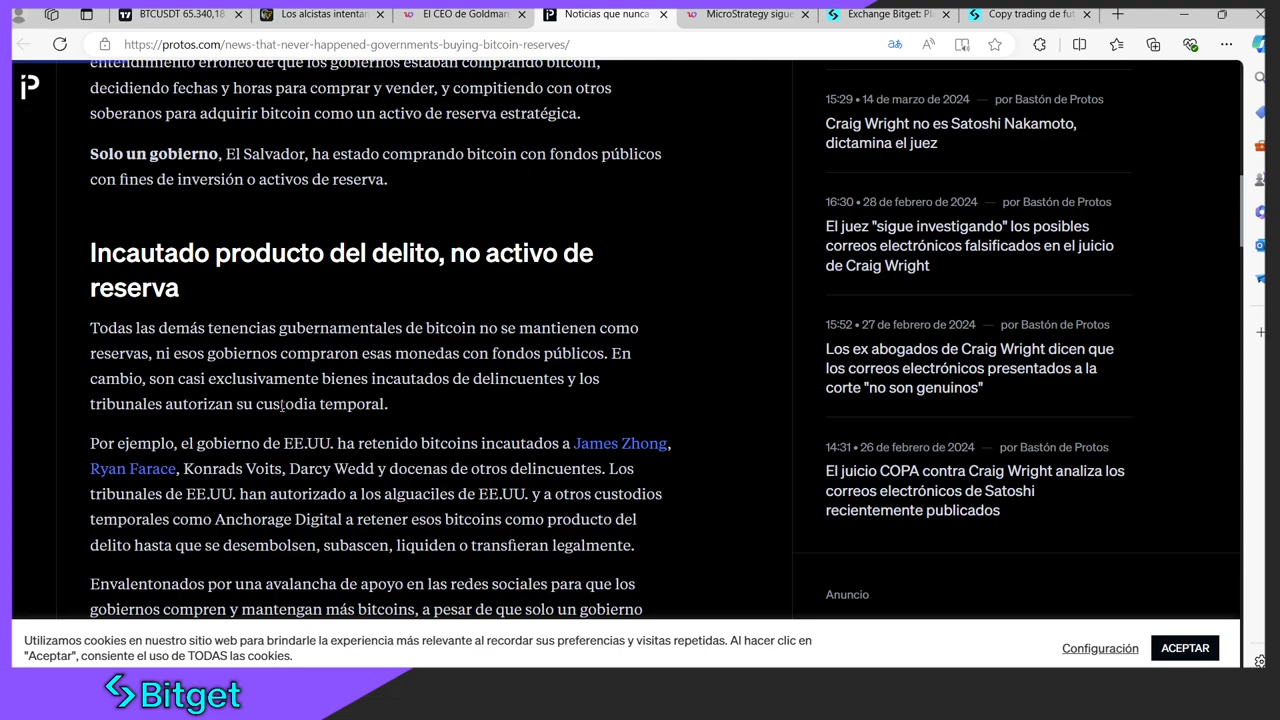 BTCUSDT 65.340,18
Los alcistas intentar
El CEO de Goldman
Noticias que nunca
MicroStrategy sigue
Exchange Bitget: Pl
Copy trading de fut
https://protos.com/news-that-never-happened-governments-buying-bitcoin-reserves/
entendimiento erróneo de que los gobiernos estaban comprando bitcoin,
decidiendo fechas y horas para comprar y vender, y compitiendo con otros
soberanos para adquirir bitcoin como un activo de reserva estratégica.
Solo un gobierno, El Salvador, ha estado comprando bitcoin con fondos públicos
con fines de inversión o activos de reserva.
Incautado producto del delito, no activo de
reserva
Todas las demás tenencias gubernamentales de bitcoin no se mantienen como
reservas, ni esos gobiernos compraron esas monedas con fondos públicos. En
cambio, son casi exclusivamente bienes incautados de delincuentes y los
tribunales autorizan su custodia temporal.
Por ejemplo, el gobierno de EE.UU. ha retenido bitcoins incautados a James Zhong,
Ryan Farace, Konrads Voits, Darcy Wedd y docenas de otros delincuentes. Los
tribunales de EE.UU. han autorizado a los alguaciles de EE.UU. y a otros custodios
temporales como Anchorage Digital a retener esos bitcoins como producto del
delito hasta que se desembolsen, subascen, liquiden o transfieran legalmente.
Envalentonados por una avalancha de apoyo en las redes sociales para que los
gobiernos compren y mantengan más bitcoins, a pesar de que solo un gobierno
15:29 • 14 de marzo de 2024 — por Bastón de Protos
Craig Wright no es Satoshi Nakamoto,
dictamina el juez
16:30 • 28 de febrero de 2024 — por Bastón de Protos
El juez "sigue investigando" los posibles
correos electrónicos falsificados en el juicio
de Craig Wright
15:52 • 27 de febrero de 2024 — por Bastón de Protos
Los ex abogados de Craig Wright dicen que
los correos electrónicos presentados a la
corte "no son genuinos"
14:31 • 26 de febrero de 2024 — por Bastón de Protos
El juicio COPA contra Craig Wright analiza los
correos electrónicos de Satoshi
recientemente publicados
Anuncio
Utilizamos cookies en nuestro sitio web para brindarle la experiencia más relevante al recordar sus preferencias y visitas repetidas. Al hacer clic en
"Aceptar", consiente el uso de TODAS las cookies.
Configuración
ACEPTAR
Bitget